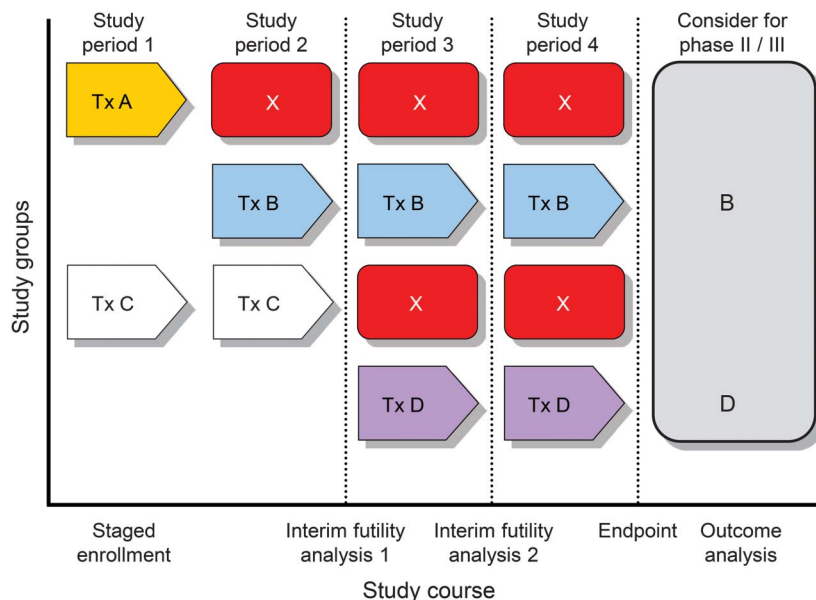 Study
period 1
Study
period 2
Study
period 3
Study
period 4
Consider for
phase II / III
Tx A
X
X
X
Tx B
Tx B
Tx B
B
Tx C
Tx C
X
X
Tx D
Tx D
D
Study groups
Staged
enrollment
Interim futility
analysis 1
Interim futility
analysis 2
Endpoint
Outcome
analysis
Study course